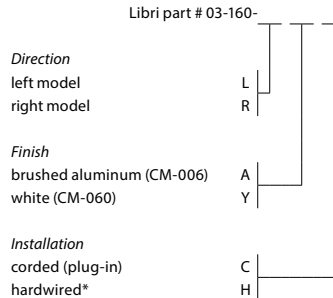 Libri part # 03-160-
Direction
left model L
right model R
Finish
brushed aluminum (CM-006) A
white (CM-060) Y
Installation
corded (plug-in) C
hardwired* H